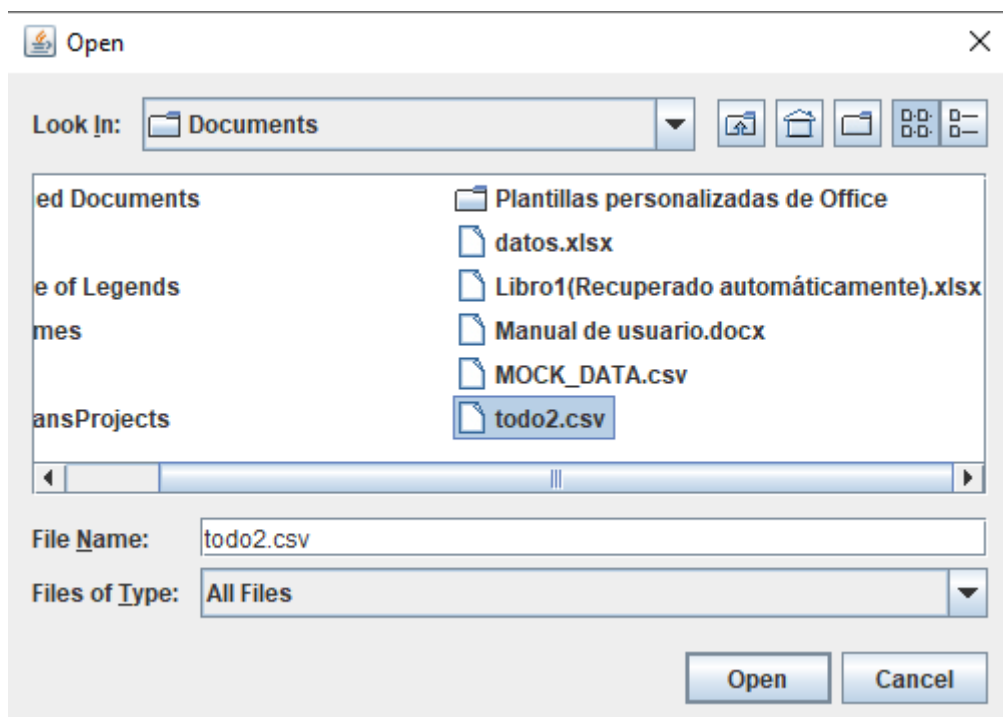 Open
Look In: Documents
ed Documents
e of Legends
mes
ansProjects
Plantillas personalizadas de Office
datos.xlsx
Libro1(Recuperado automáticamente).xlsx
Manual de usuario.docx
MOCK_DATA.csv
todo2.csv
File Name: todo2.csv
Files of Type: All Files
Open Cancel